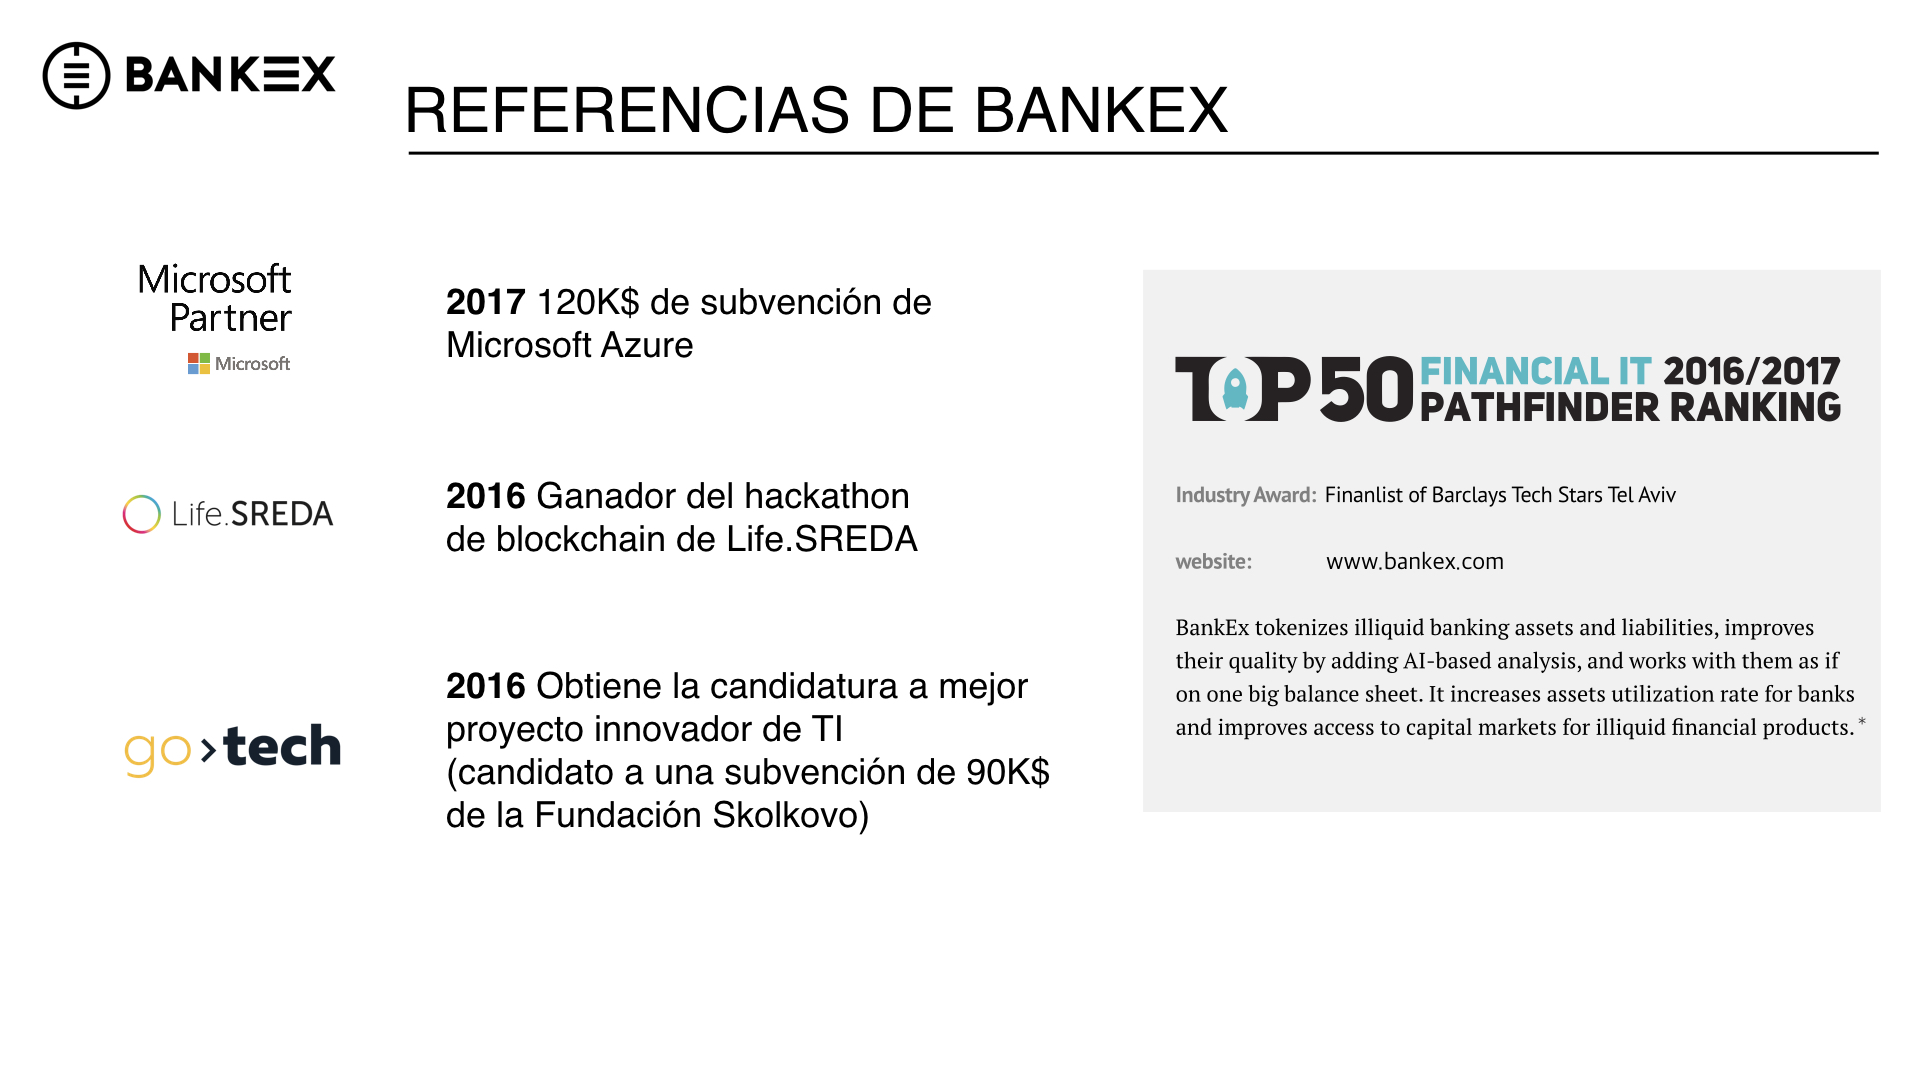 BANKEX
REFERENCIAS DE BANKEX
Microsoft
Partner
Microsoft
2017 120K$ de subvención de
Microsoft Azure
Life.SREDA
2016 Ganador del hackathon
de blockchain de Life.SREDA
go>tech
2016 Obtiene la candidatura a mejor
proyecto innovador de TI
(candidato a una subvención de 90K$
de la Fundación Skolkovo)
TOP 50 FINANCIAL IT 2016/2017
PATHFINDER RANKING
Industry Award: Finanlist of Barclays Tech Stars Tel Aviv
website: www.bankex.com
BankEx tokenizes illiquid banking assets and liabilities, improves
their quality by adding AI-based analysis, and works with them as if
on one big balance sheet. It increases assets utilization rate for banks
and improves access to capital markets for illiquid financial products. *